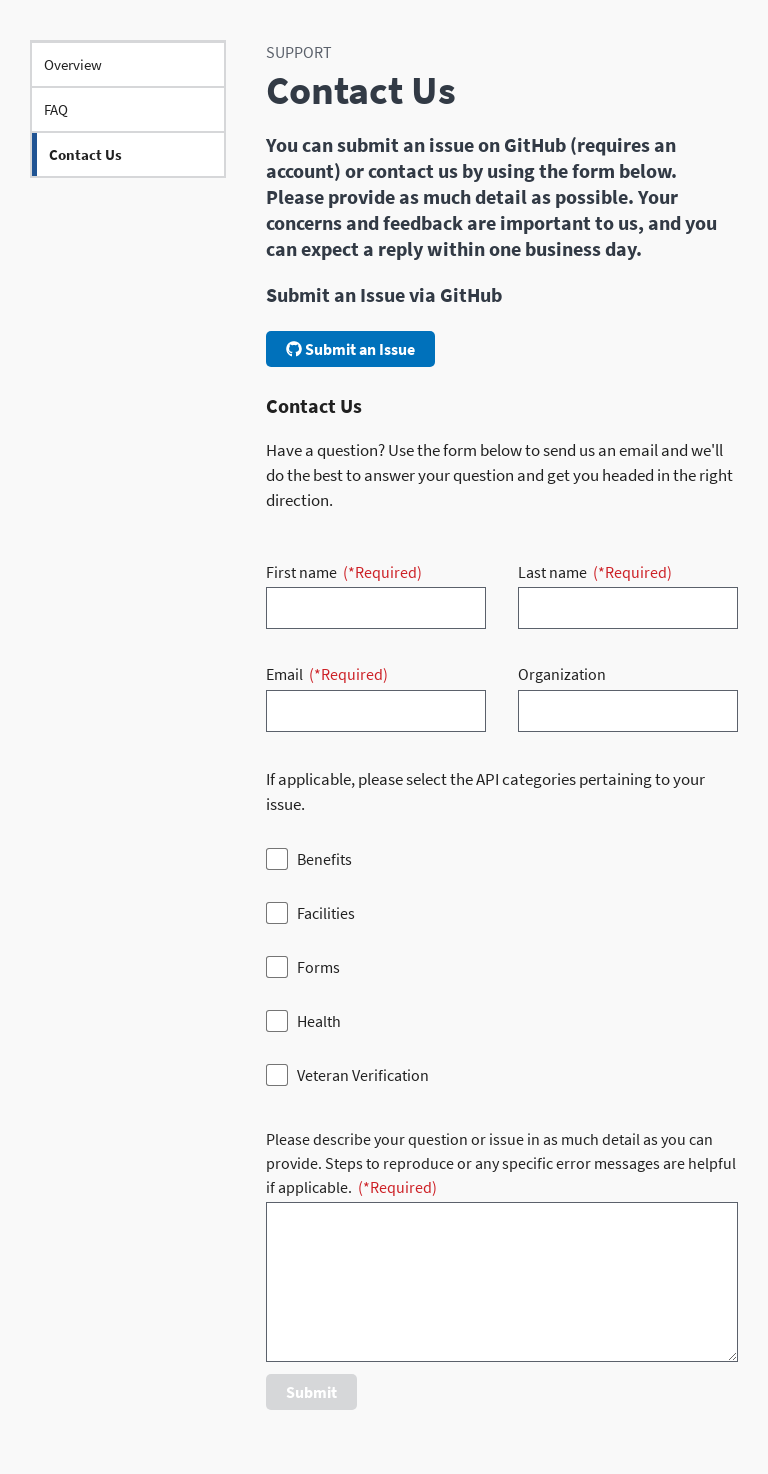 Overview
FAQ
Contact Us
SUPPORT
Contact Us
You can submit an issue on GitHub (requires an
account) or contact us by using the form below.
Please provide as much detail as possible. Your
concerns and feedback are important to us, and you
can expect a reply within one business day.
Submit an Issue via GitHub
Submit an Issue
Contact Us
Have a question? Use the form below to send us an email and we'll
do the best to answer your question and get you headed in the right
direction.
First name (*Required)
Last name (*Required)
Email (*Required)
Organization
If applicable, please select the API categories pertaining to your
issue.
Benefits
Facilities
Forms
Health
Veteran Verification
Please describe your question or issue in as much detail as you can
provide. Steps to reproduce or any specific error messages are helpful
if applicable. (*Required)
Submit